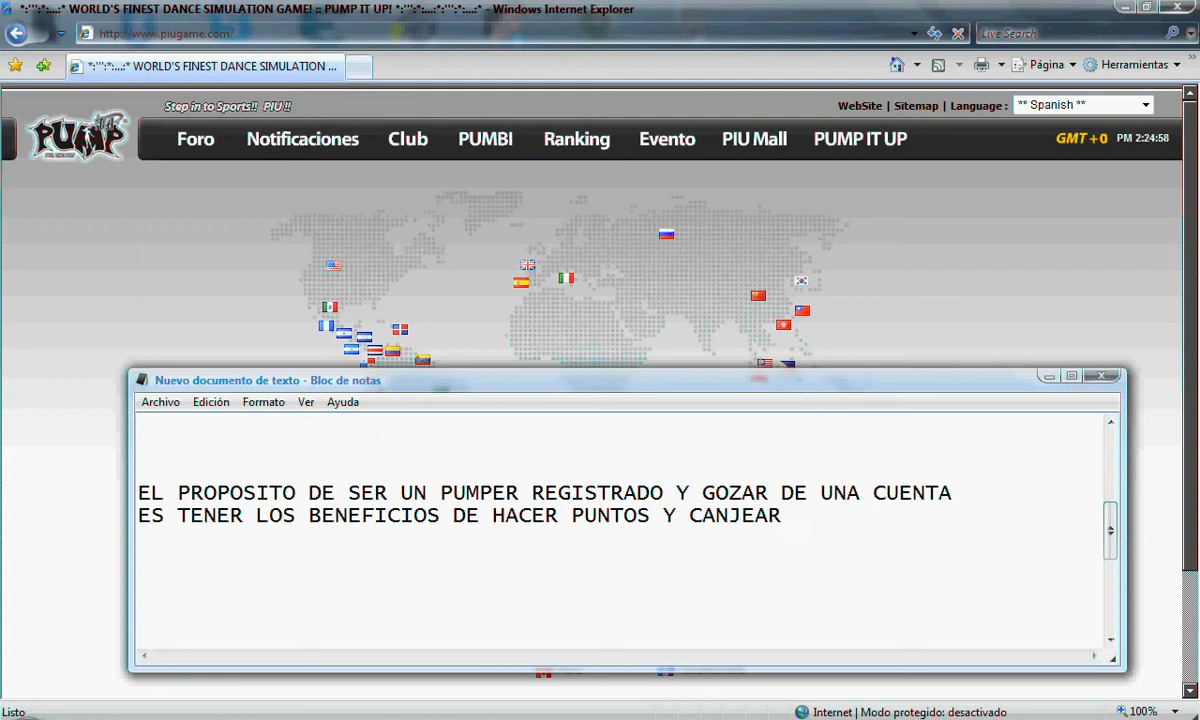 *:'":*:...:* WORLD'S FINEST DANCE SIMULATION GAME! :: PUMP IT UP! *:'":*:...:*'":*:...:* - Windows Internet Explorer
http://www.piugame.com/
Live Search
*:'":*:...:* WORLD'S FINEST DANCE SIMULATION ...
Página
Herramientas
Step in to Sports!! PIU!!
WebSite | Sitemap | Language : ** Spanish **
PUMP IT UP
Foro Notificaciones Club PUMBI Ranking Evento PIU Mall PUMP IT UP
GMT+0 PM 2:24:58
Nuevo documento de texto - Bloc de notas
Archivo Edición Formato Ver Ayuda
EL PROPOSITO DE SER UN PUMPER REGISTRADO Y GOZAR DE UNA CUENTA
ES TENER LOS BENEFICIOS DE HACER PUNTOS Y CANJEAR
Listo
Internet | Modo protegido: desactivado
100%